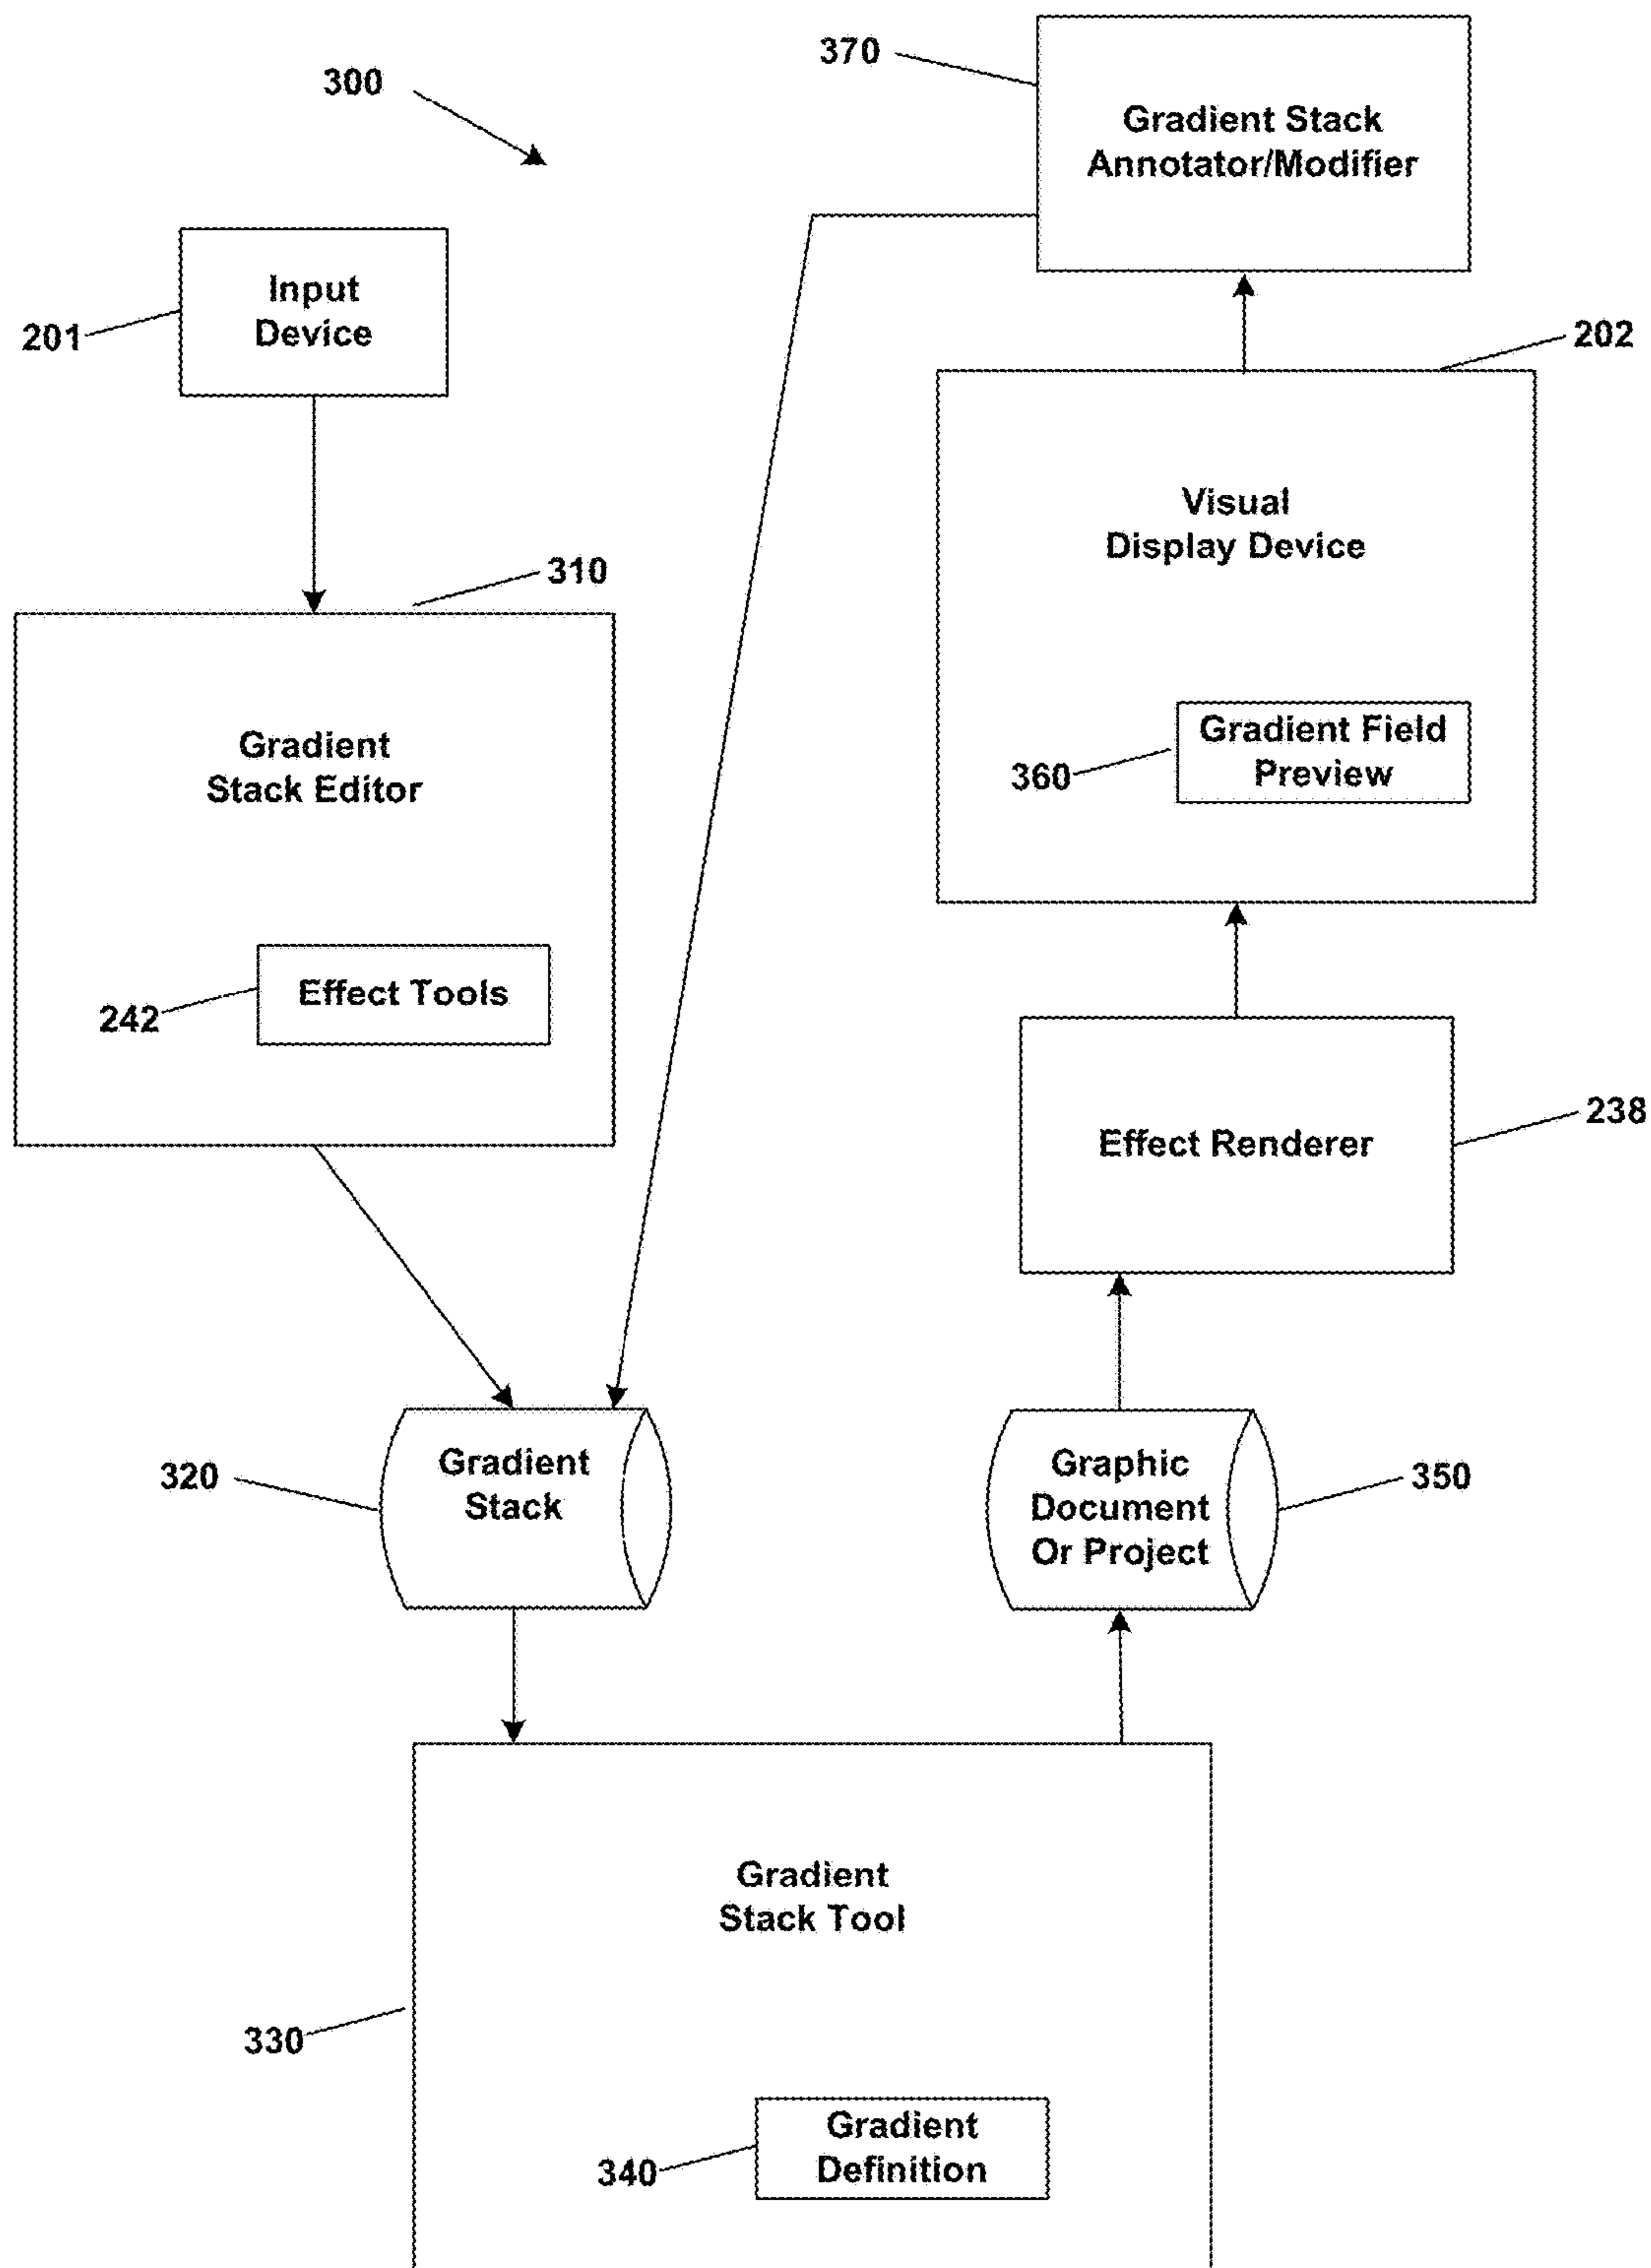 300
370
Gradient Stack
Annotator/Modifier
201
Input
Device
202
Visual
Display Device
310
Gradient
Stack Editor
360
Gradient Field
Preview
242
Effect Tools
Effect Renderer
238
320
Gradient
Stack
Graphic
Document
Or Project
350
Gradient
Stack Tool
330
340
Gradient
Definition